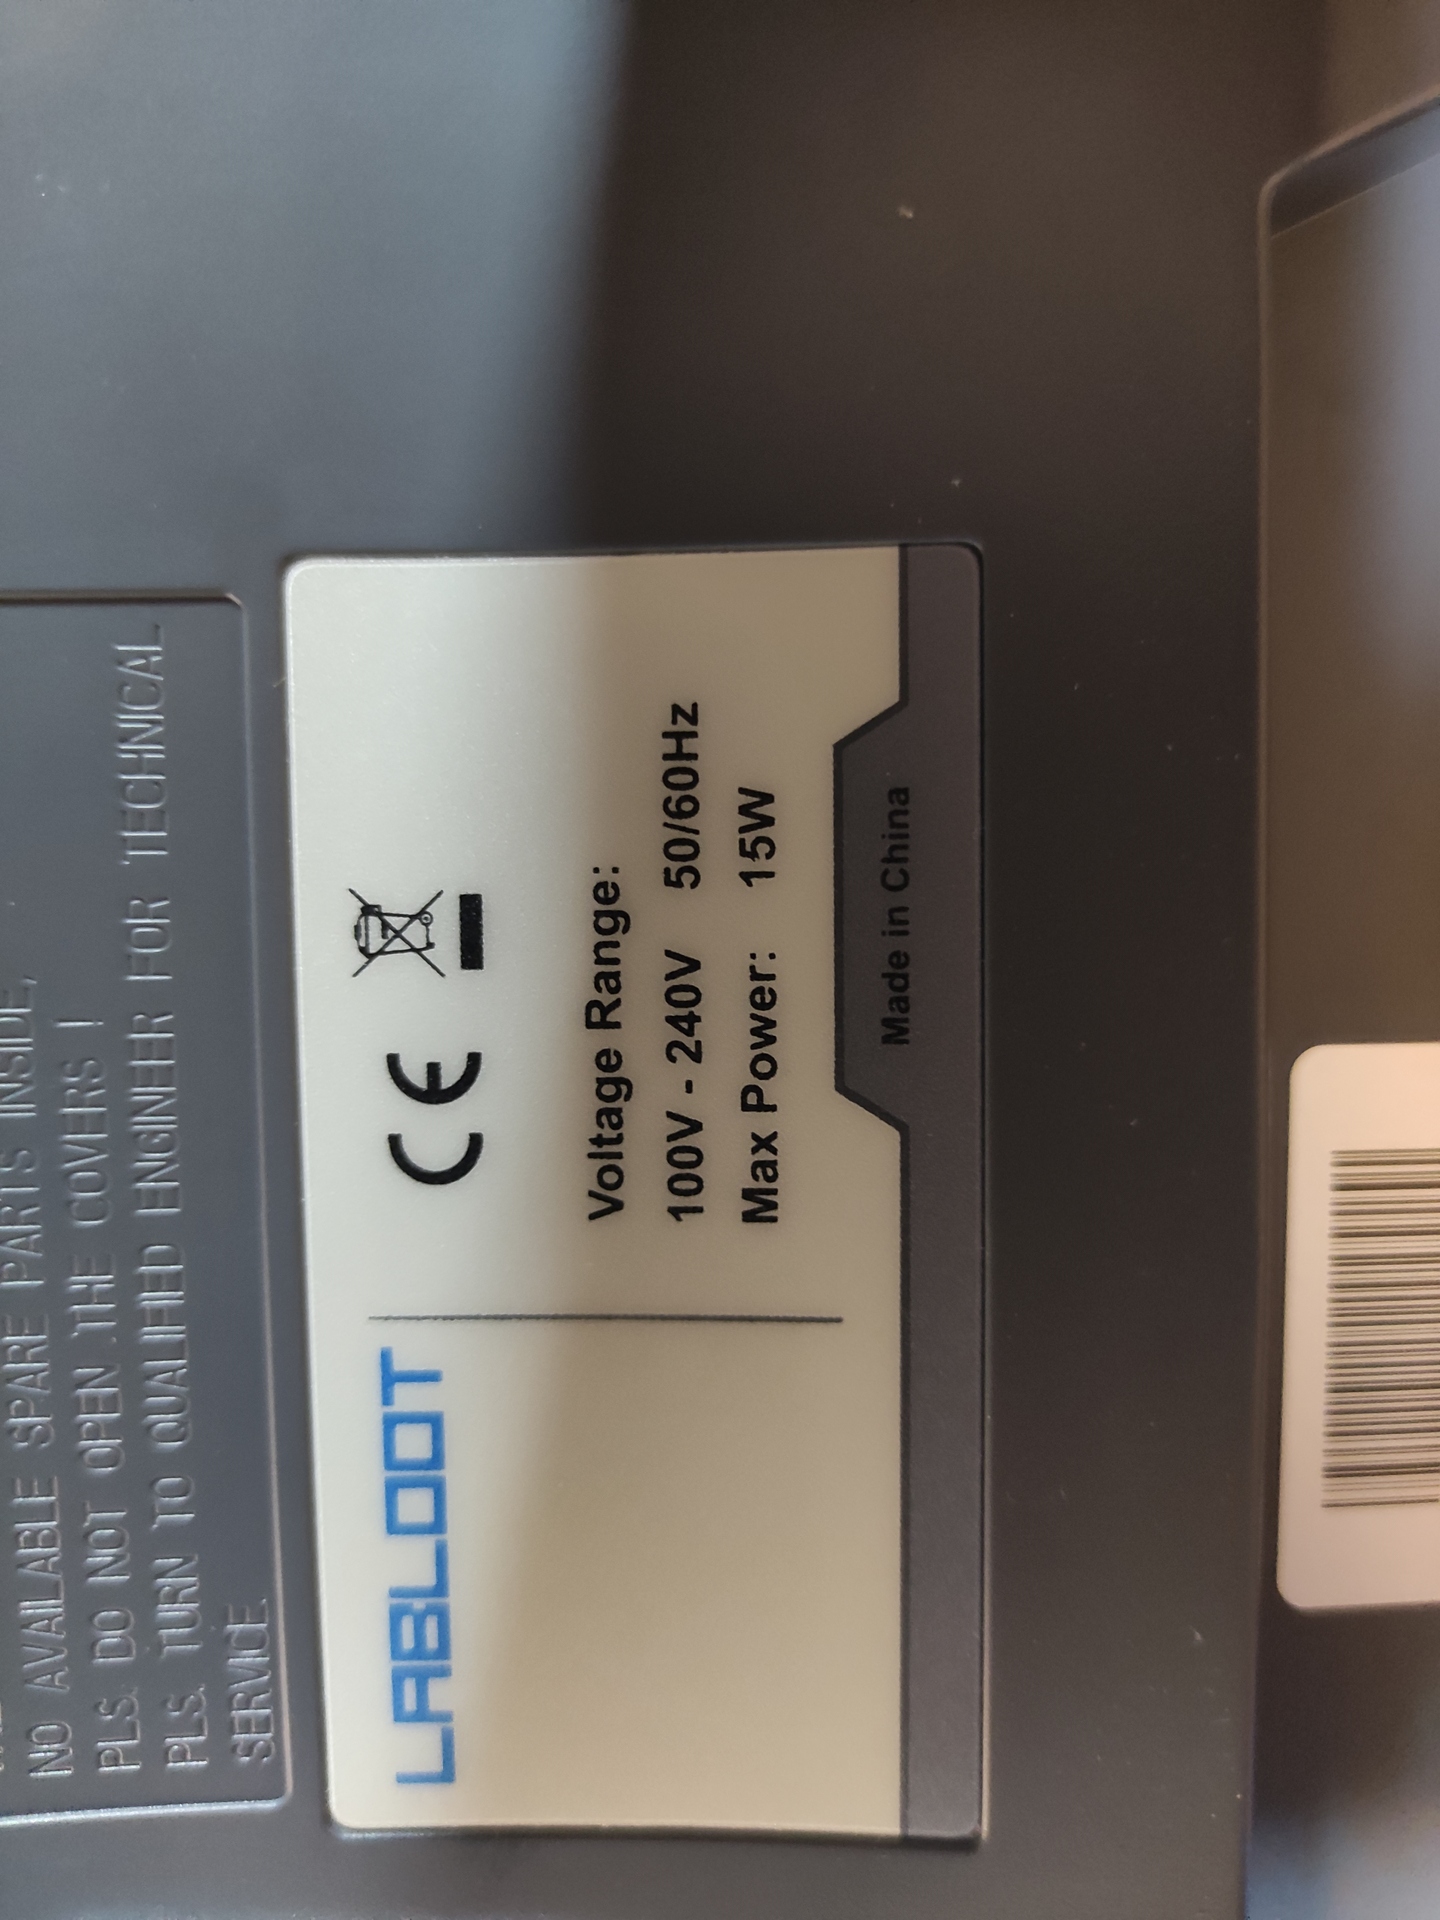 NO AVAILABLE SPARE PARTS INSIDE,
PLS. DO NOT OPEN THE COVERS !
PLS. TURN TO QUALIFIED ENGINEER FOR TECHNICAL
SERVICE.
LABLOOT
CE
Voltage Range:
100V - 240V 50/60Hz
Max Power: 15W
Made in China